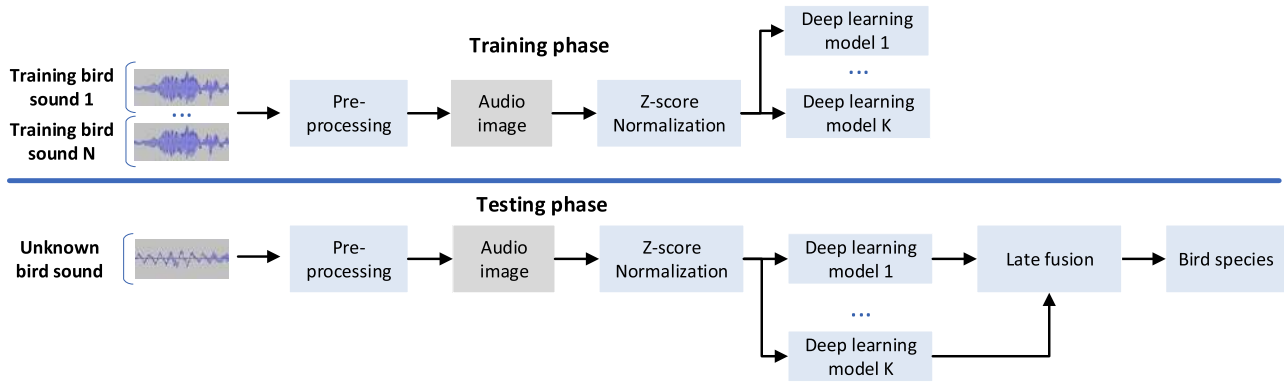 Training phase
Training bird
sound 1
...
Training bird
sound N
Pre-
processing
Audio
image
Z-score
Normalization
Deep learning
model 1
...
Deep learning
model K
Testing phase
Unknown
bird sound
Pre-
processing
Audio
image
Z-score
Normalization
Deep learning
model 1
...
Deep learning
model K
Late fusion
Bird species